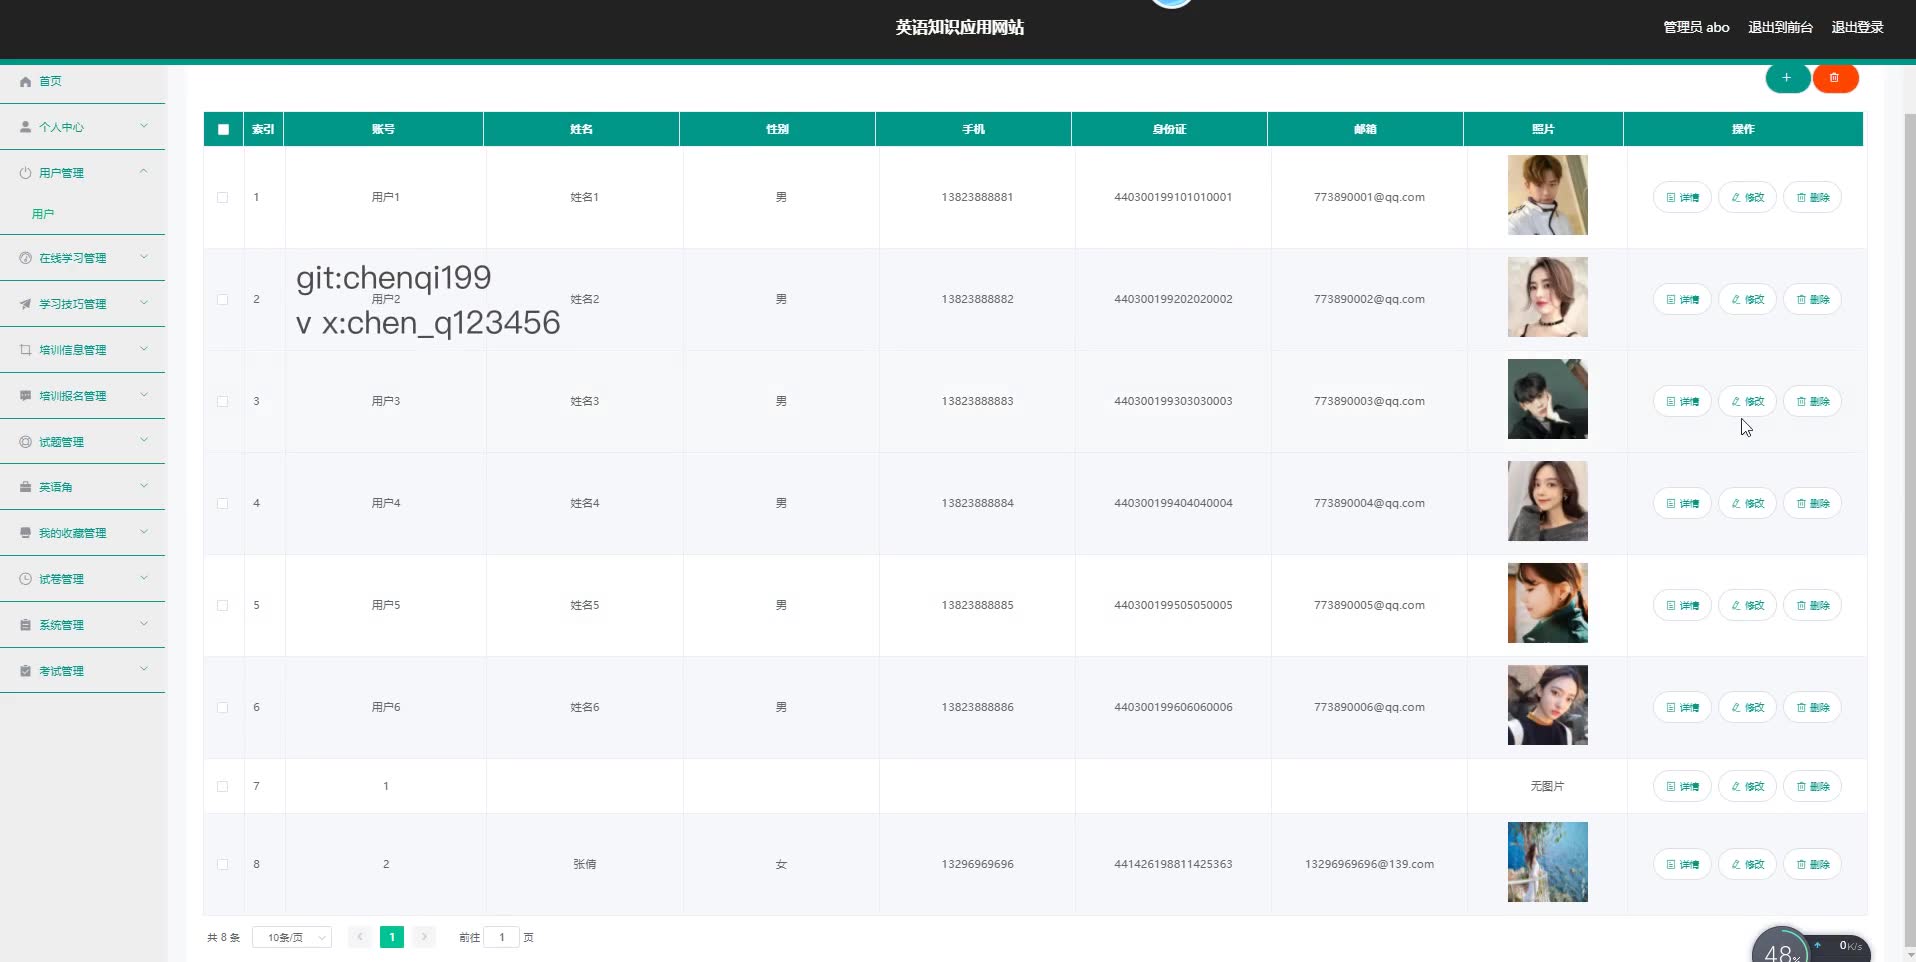 英语知识应用网站
管理员 abo 退出到前台 退出登录
首页
个人中心
用户管理
用户
在线学习管理
学习技巧管理
培训信息管理
培训报名管理
试题管理
英语角
我的收藏管理
试卷管理
系统管理
考试管理
索引 账号 姓名 性别 手机 身份证 邮箱 照片 操作
1 用户1 姓名1 男 13823888881 440300199101010001 773890001@qq.com 详情 修改 删除
git:chenqi199
2 用户2 姓名2 男 13823888882 440300199202020002 773890002@qq.com 详情 修改 删除
v x:chen_q123456
3 用户3 姓名3 男 13823888883 440300199303030003 773890003@qq.com 详情 修改 删除
4 用户4 姓名4 男 13823888884 440300199404040004 773890004@qq.com 详情 修改 删除
5 用户5 姓名5 男 13823888885 440300199505050005 773890005@qq.com 详情 修改 删除
6 用户6 姓名6 男 13823888886 440300199606060006 773890006@qq.com 详情 修改 删除
7 1 无图片 详情 修改 删除
8 2 张倩 女 13296969696 441426198811425363 13296969696@139.com 详情 修改 删除
共 8 条 10条/页 1 前往 1 页
48% 0K/s